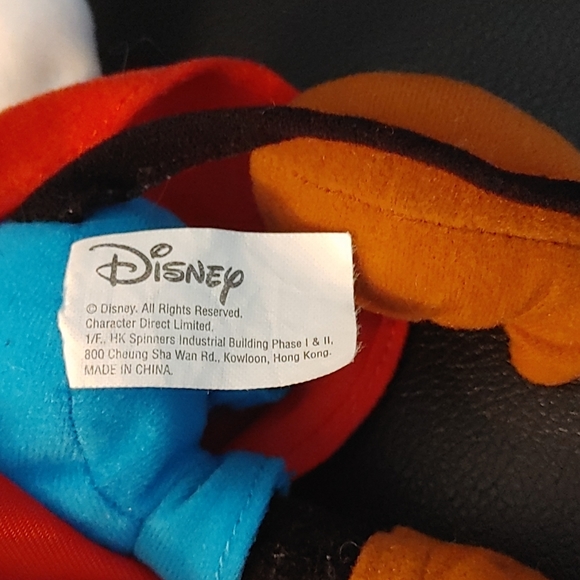 Disney
© Disney. All Rights Reserved.
Character Direct Limited.
1/F., HK Spinners Industrial Building Phase I & II,
800 Cheung Sha Wan Rd., Kowloon, Hong Kong.
MADE IN CHINA.